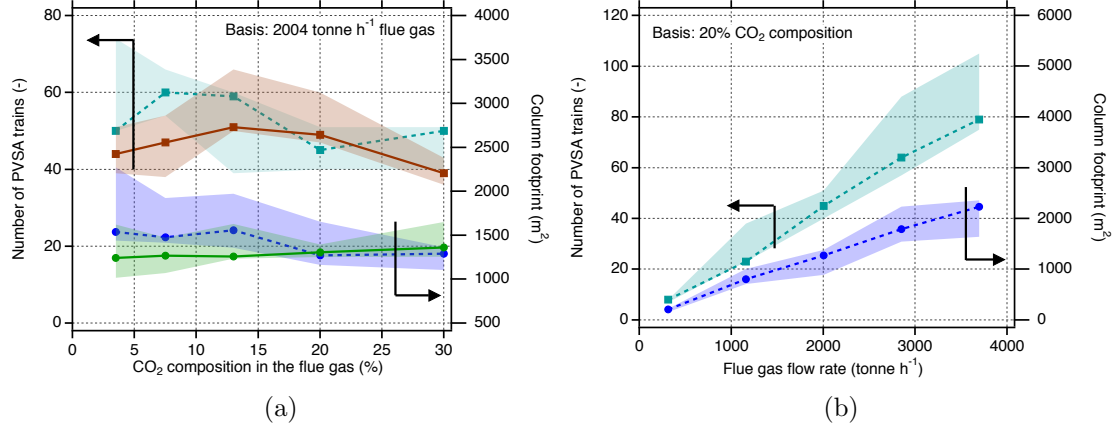 Basis: 2004 tonne h⁻¹ flue gas
Number of PVSA trains (-)
80
60
40
20
0
4000
3500
3000
2500
2000
1500
1000
500
Column footprint (m²)
0 5 10 15 20 25 30
CO₂ composition in the flue gas (%)
(a)
Basis: 20% CO₂ composition
Number of PVSA trains (-)
120
100
80
60
40
20
0
6000
5000
4000
3000
2000
1000
0
Column footprint (m²)
0 1000 2000 3000 4000
Flue gas flow rate (tonne h⁻¹)
(b)